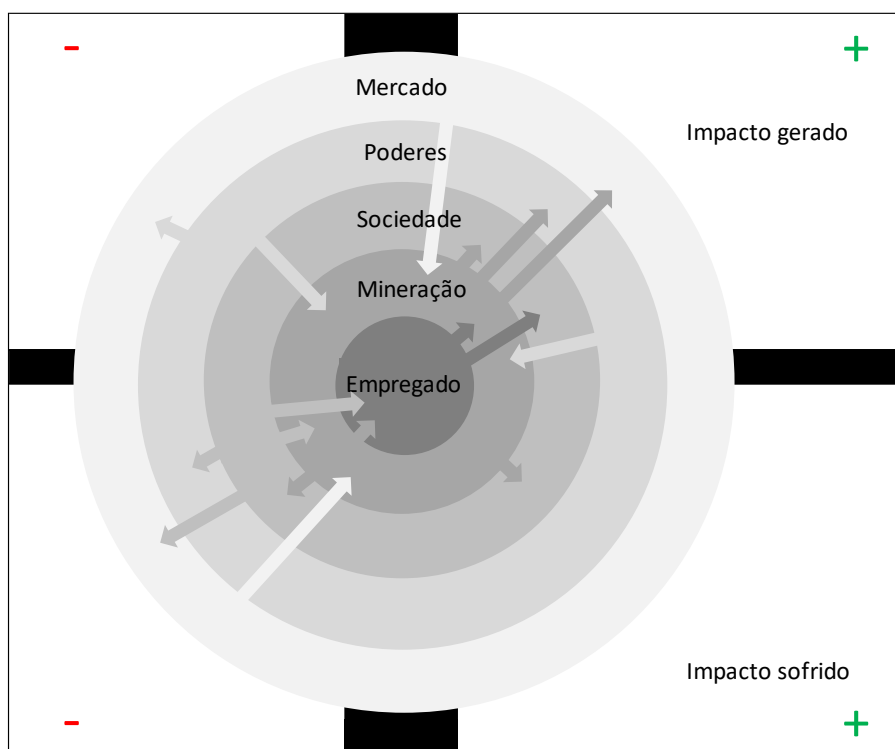 - +
Mercado
Impacto gerado
Poderes
Sociedade
Mineração
Empregado
Impacto sofrido
- +